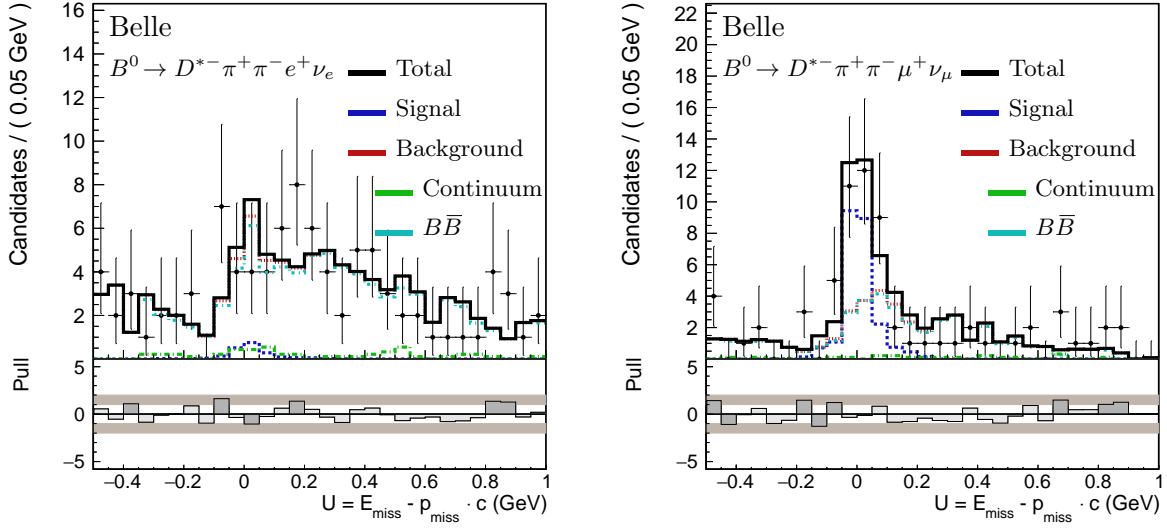 Candidates / ( 0.05 GeV )
16
14
12
10
8
6
4
2
Belle
B⁰ → D*⁻ π⁺ π⁻ e⁺ νₑ
Total
Signal
Background
Continuum
BB̅
Pull
5
0
−5
−0.4 −0.2 0 0.2 0.4 0.6 0.8 1
U = E_miss - p_miss · c (GeV)
Candidates / ( 0.05 GeV )
22
20
18
16
14
12
10
8
6
4
2
Belle
B⁰ → D*⁻ π⁺ π⁻ μ⁺ ν_μ
Total
Signal
Background
Continuum
BB̅
Pull
5
0
−5
−0.4 −0.2 0 0.2 0.4 0.6 0.8 1
U = E_miss - p_miss · c (GeV)